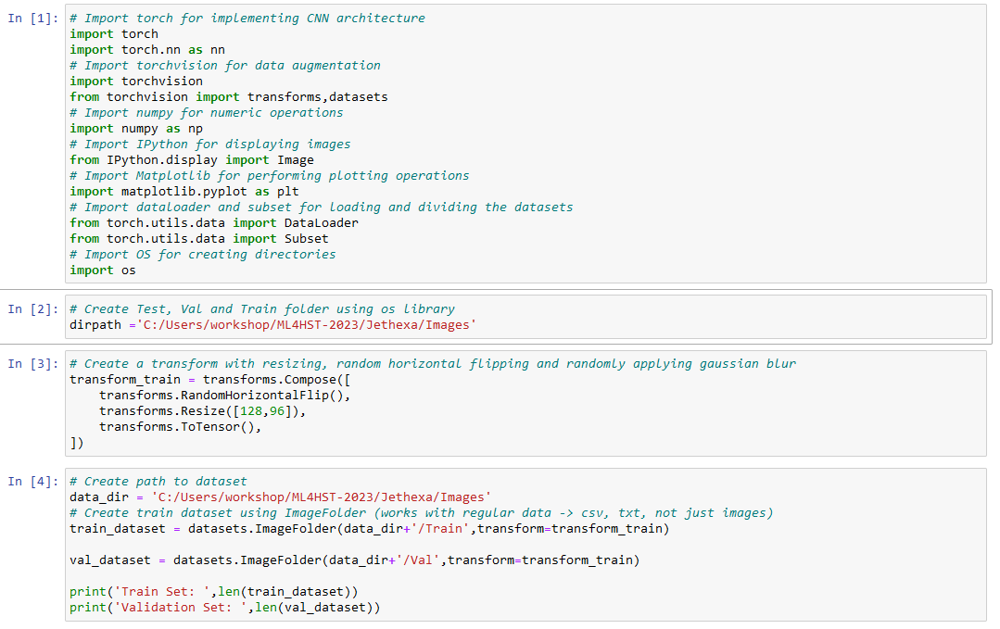 In [1]: # Import torch for implementing CNN architecture
import torch
import torch.nn as nn
# Import torchvision for data augmentation
import torchvision
from torchvision import transforms,datasets
# Import numpy for numeric operations
import numpy as np
# Import IPython for displaying images
from IPython.display import Image
# Import Matplotlib for performing plotting operations
import matplotlib.pyplot as plt
# Import dataloader and subset for loading and dividing the datasets
from torch.utils.data import DataLoader
from torch.utils.data import Subset
# Import OS for creating directories
import os
In [2]: # Create Test, Val and Train folder using os library
dirpath ='C:/Users/workshop/ML4HST-2023/Jethexa/Images'
In [3]: # Create a transform with resizing, random horizontal flipping and randomly applying gaussian blur
transform_train = transforms.Compose([
    transforms.RandomHorizontalFlip(),
    transforms.Resize([128,96]),
    transforms.ToTensor(),
])
In [4]: # Create path to dataset
data_dir = 'C:/Users/workshop/ML4HST-2023/Jethexa/Images'
# Create train dataset using ImageFolder (works with regular data -> csv, txt, not just images)
train_dataset = datasets.ImageFolder(data_dir+'/Train',transform=transform_train)
val_dataset = datasets.ImageFolder(data_dir+'/Val',transform=transform_train)
print('Train Set: ',len(train_dataset))
print('Validation Set: ',len(val_dataset))